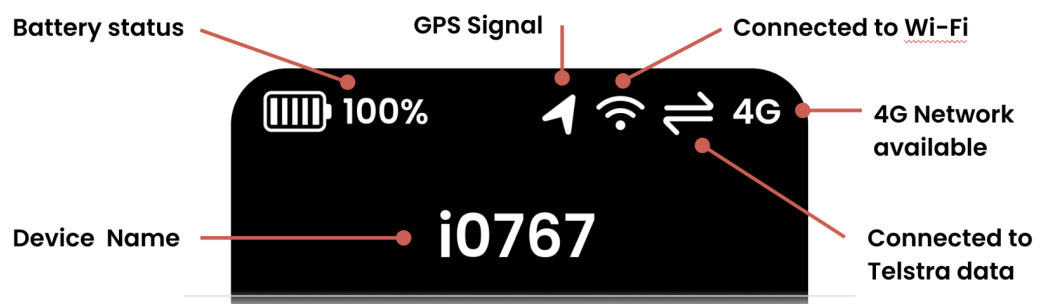 Battery status
GPS Signal
Connected to Wi-Fi
100%
4G
4G Network
available
i0767
Device Name
Connected to
Telstra data